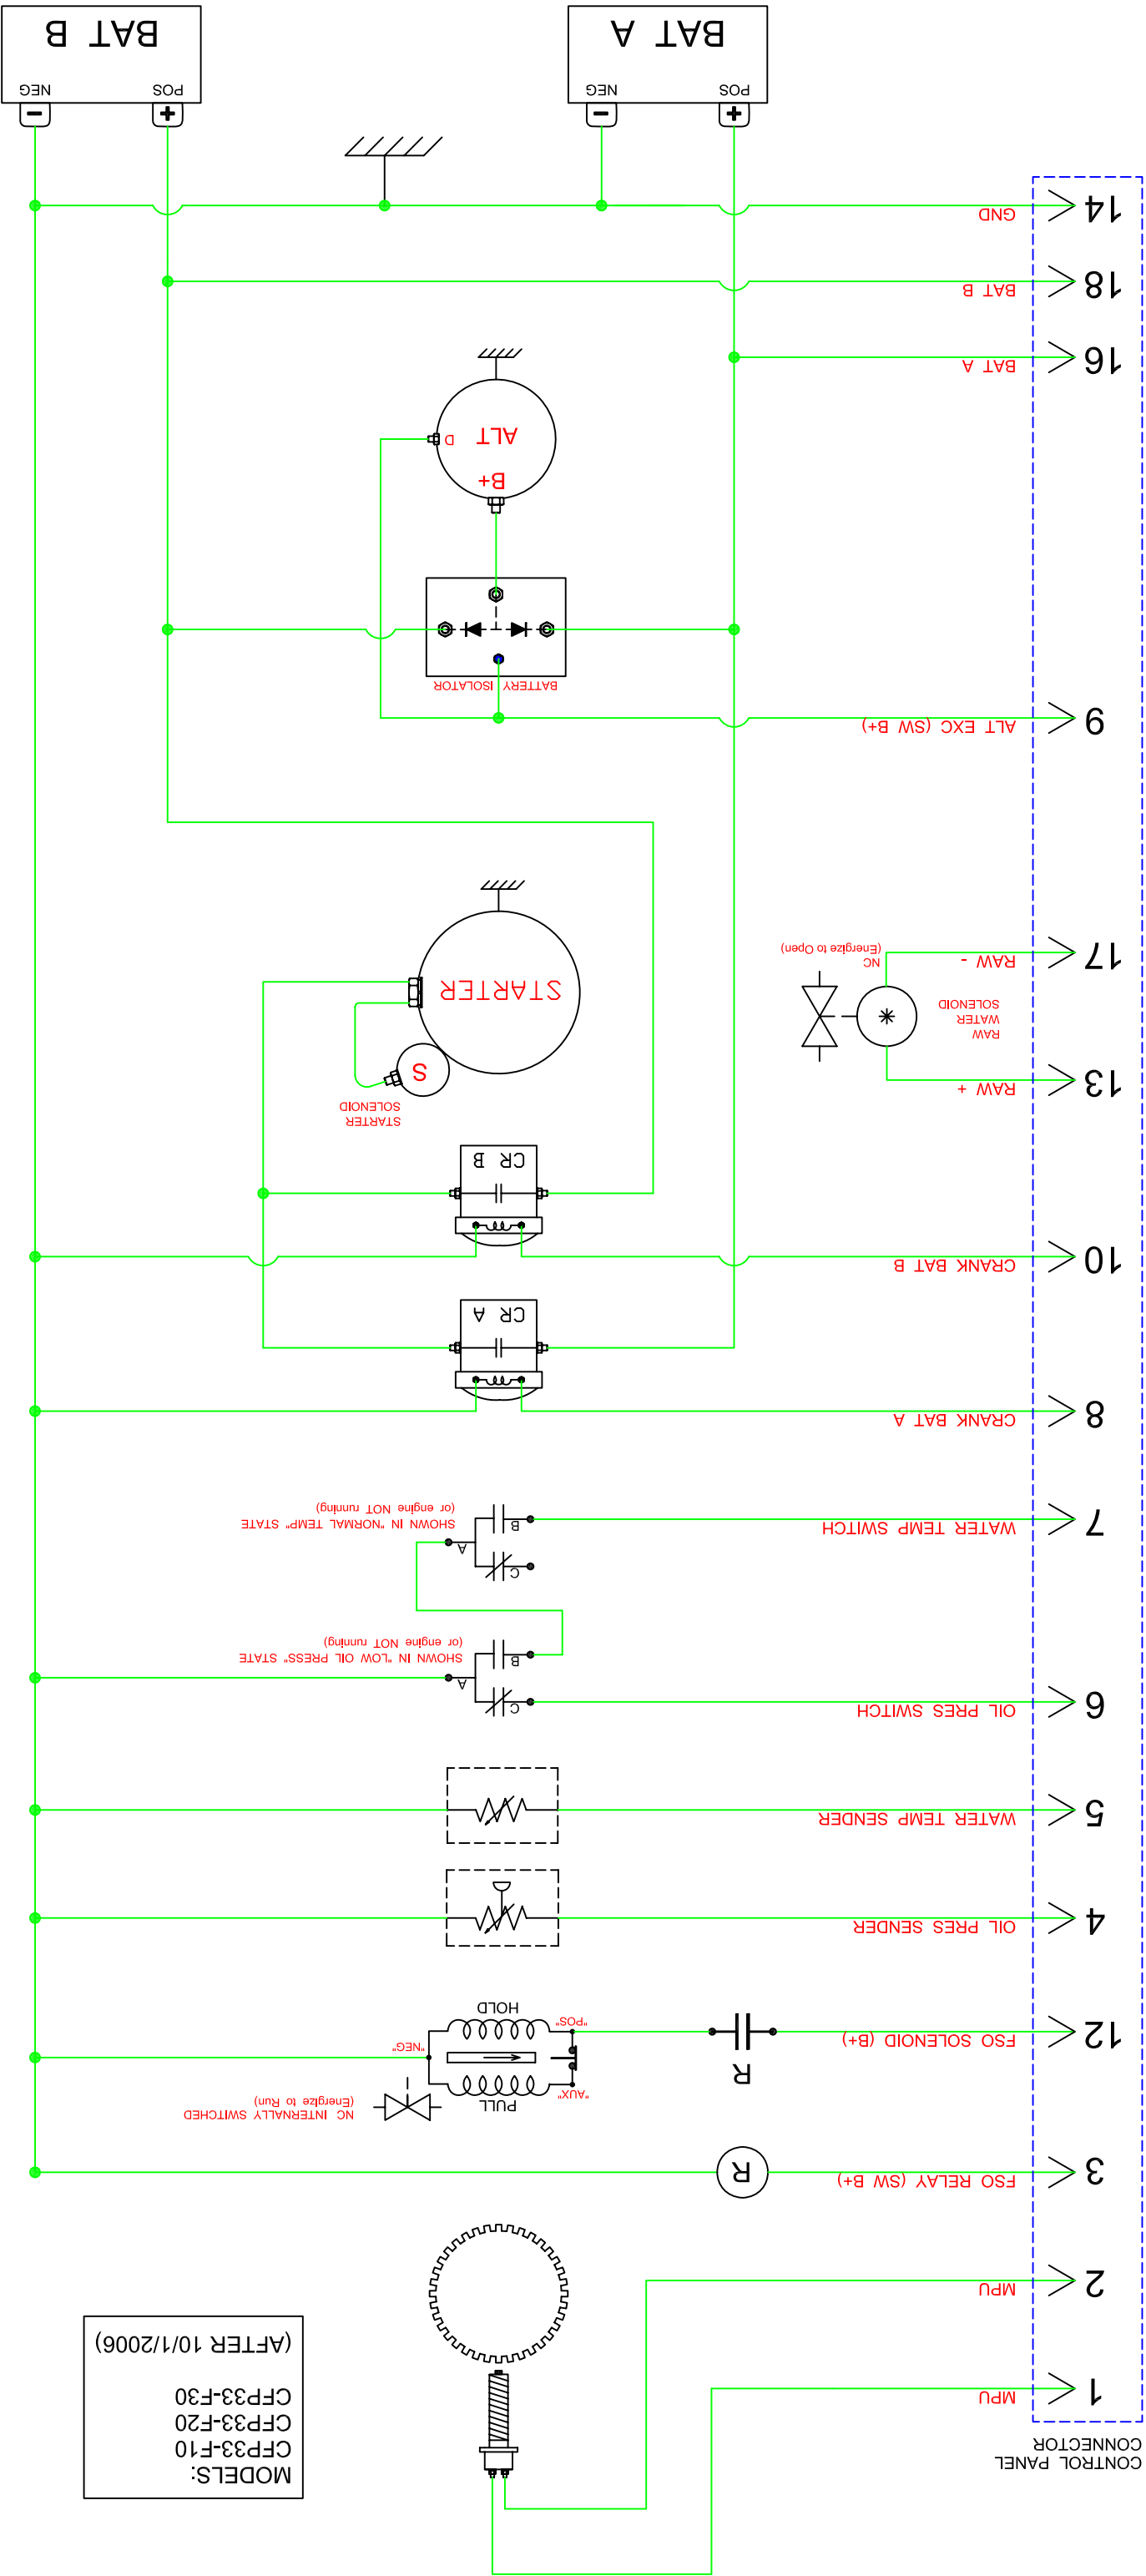 CONTROL PANEL
CONNECTOR
1
MPU
MODELS:
CFP33-F10
CFP33-F20
CFP33-F30
(AFTER 10/1/2006)
2
MPU
3
FSO RELAY (SW B+)
R
12
FSO SOLENOID (B+)
R
"AUX"
PULL
NC INTERNALLY SWITCHED
(Energize to Run)
"POS"
"NEG"
HOLD
4
OIL PRES SENDER
5
WATER TEMP SENDER
6
OIL PRES SWITCH
C
A
B
SHOWN IN "LOW OIL PRESS" STATE
(or engine NOT running)
7
WATER TEMP SWITCH
C
A
B
SHOWN IN "NORMAL TEMP" STATE
(or engine NOT running)
8
CRANK BAT A
CR A
10
CRANK BAT B
CR B
13
RAW +
RAW
WATER
SOLENOID
STARTER
SOLENOID
S
STARTER
17
RAW -
NC
(Energize to Open)
9
ALT EXC (SW B+)
BATTERY ISOLATOR
B+
ALT
D
16
BAT A
18
BAT B
14
GND
POS
NEG
BAT A
POS
NEG
BAT B